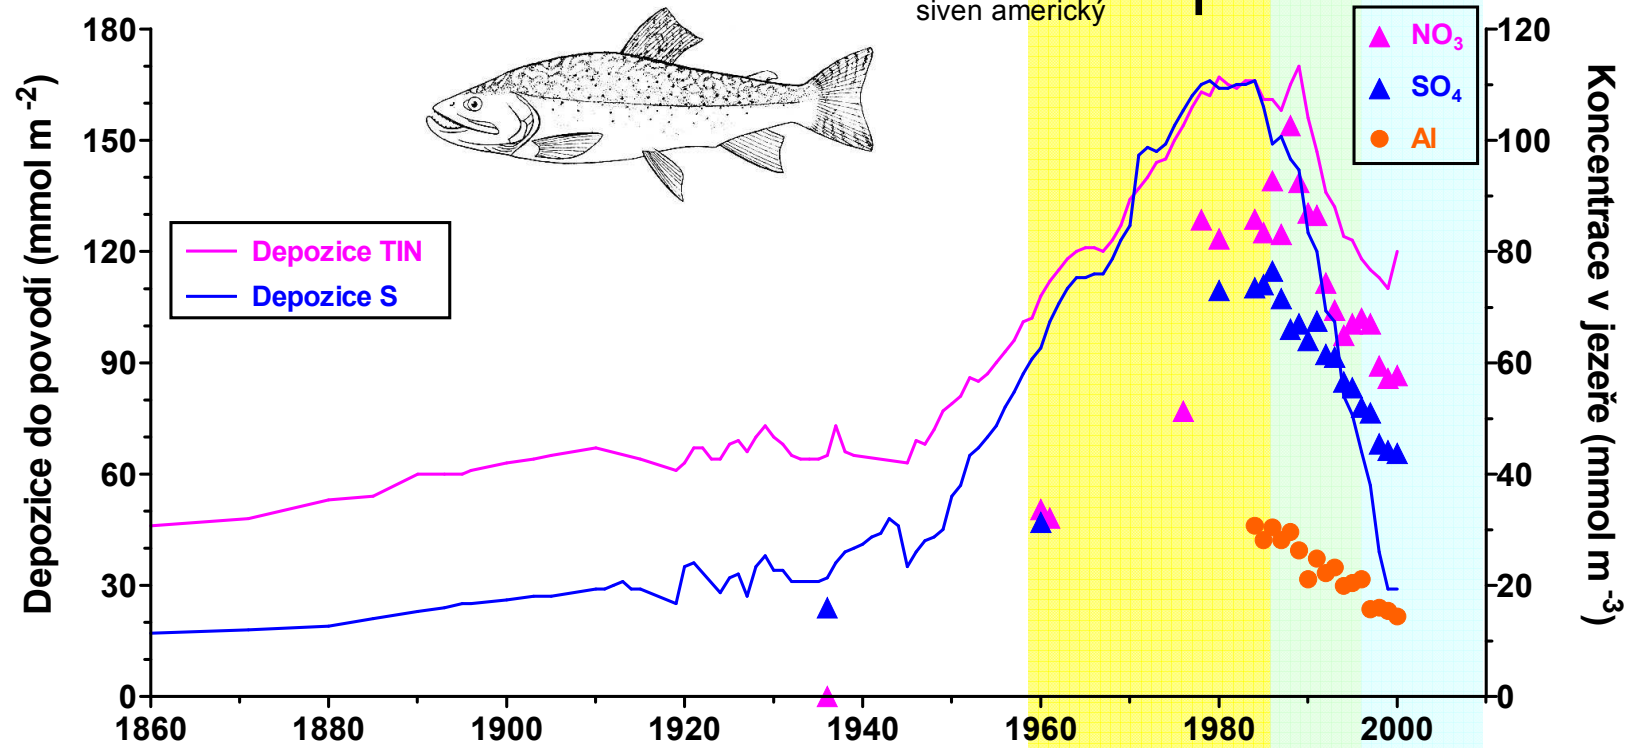 siven americký
180
150
120
90
60
30
0
Depozice do povodí (mmol m -2)
Depozice TIN
Depozice S
NO3
SO4
Al
120
100
80
60
40
20
0
Koncentrace v jezeře (mmol m -3)
1860 1880 1900 1920 1940 1960 1980 2000